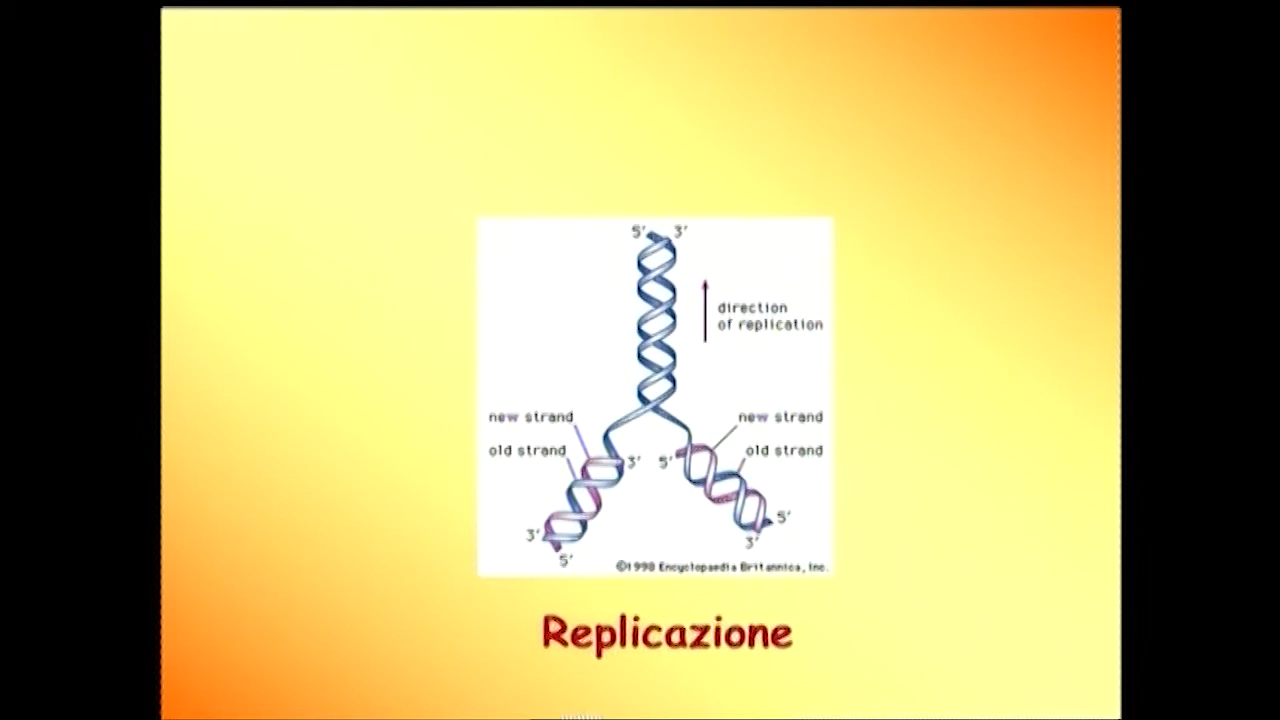 5' 3'
direction
of replication
new strand
new strand
old strand
old strand
3' 5'
5'
3'
3'
5'
©1998 Encyclopaedia Britannica, Inc.
Replicazione